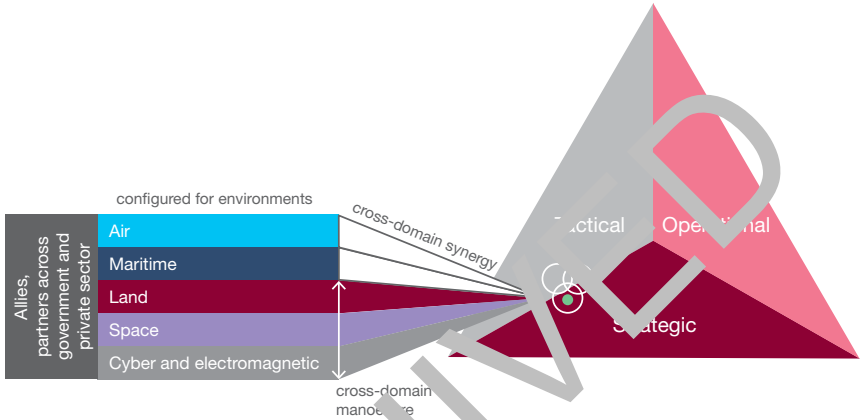 configured for environments
cross-domain synergy
Allies,
partners across
government and
private sector
Air
Maritime
Land
Space
Cyber and electromagnetic
cross-domain
Strategic